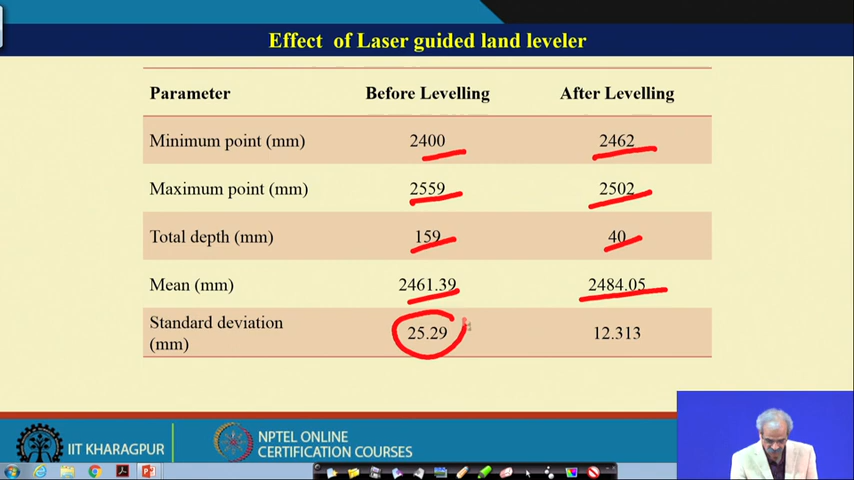 Effect of Laser guided land leveler
Parameter Before Levelling After Levelling
Minimum point (mm) 2400 2462
Maximum point (mm) 2559 2502
Total depth (mm) 159 40
Mean (mm) 2461.39 2484.05
Standard deviation
(mm) 25.29 12.313
IIT KHARAGPUR
NPTEL ONLINE
CERTIFICATION COURSES